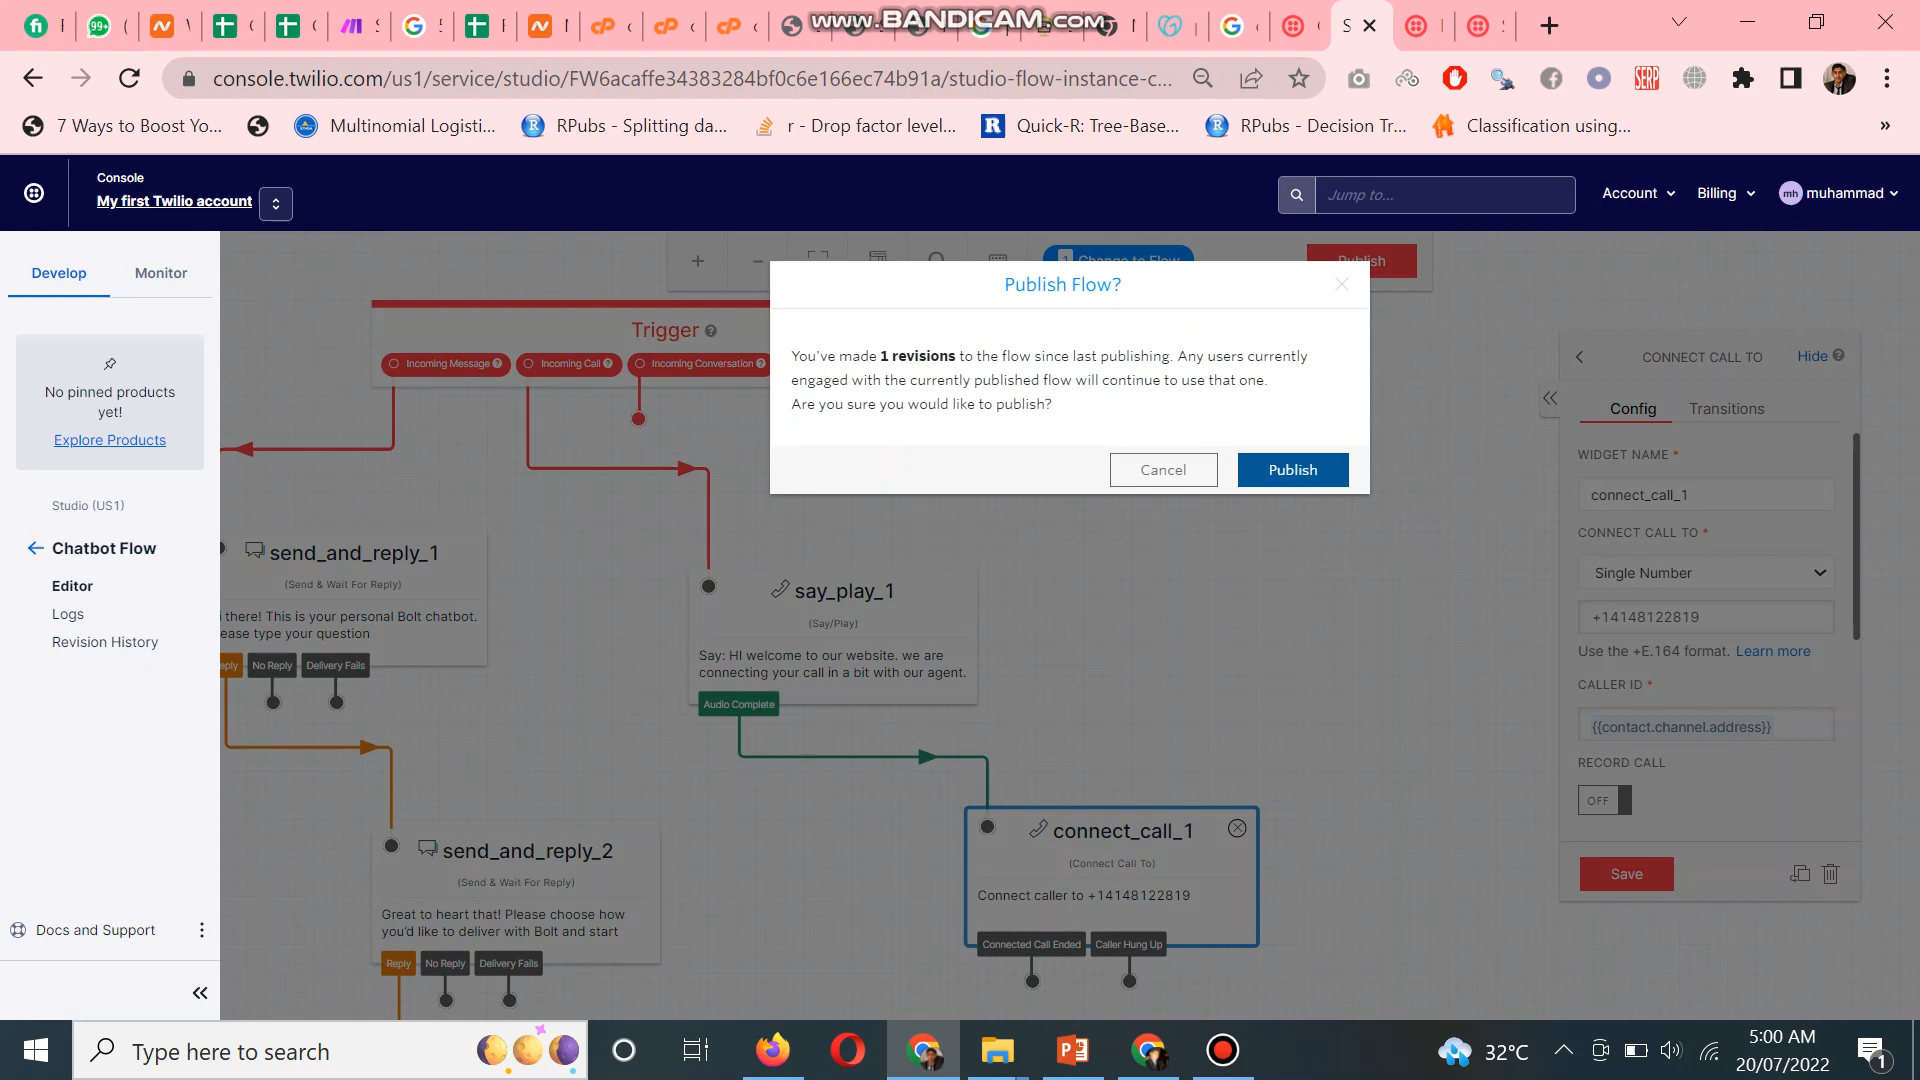 www.BANDICAM.com
console.twilio.com/us1/service/studio/FW6acaffe34383284bf0c6e166ec74b91a/studio-flow-instance-c...
7 Ways to Boost Yo...
Multinomial Logisti...
RPubs - Splitting da...
r - Drop factor level...
Quick-R: Tree-Base...
RPubs - Decision Tr...
Classification using...
»
Console
My first Twilio account
Jump to...
Account
Billing
mh muhammad
Develop
Monitor
No pinned products
yet!
Explore Products
Studio (US1)
Chatbot Flow
Editor
Logs
Revision History
Docs and Support
1 Change to Flow
Publish
Trigger
Incoming Message
Incoming Call
Incoming Conversation
Publish Flow?
You've made 1 revisions to the flow since last publishing. Any users currently
engaged with the currently published flow will continue to use that one.
Are you sure you would like to publish?
Cancel
Publish
send_and_reply_1
(Send & Wait For Reply)
i there! This is your personal Bolt chatbot.
ease type your question
eply
No Reply
Delivery Fails
say_play_1
(Say/Play)
Say: HI welcome to our website. we are
connecting your call in a bit with our agent.
Audio Complete
send_and_reply_2
(Send & Wait For Reply)
Great to heart that! Please choose how
you'd like to deliver with Bolt and start
Reply
No Reply
Delivery Fails
connect_call_1
(Connect Call To)
Connect caller to +14148122819
Connected Call Ended
Caller Hung Up
CONNECT CALL TO
Hide
Config
Transitions
WIDGET NAME *
connect_call_1
CONNECT CALL TO *
Single Number
+14148122819
Use the +E.164 format. Learn more
CALLER ID *
{{contact.channel.address}}
RECORD CALL
OFF
Save
Type here to search
32°C
5:00 AM
20/07/2022
1